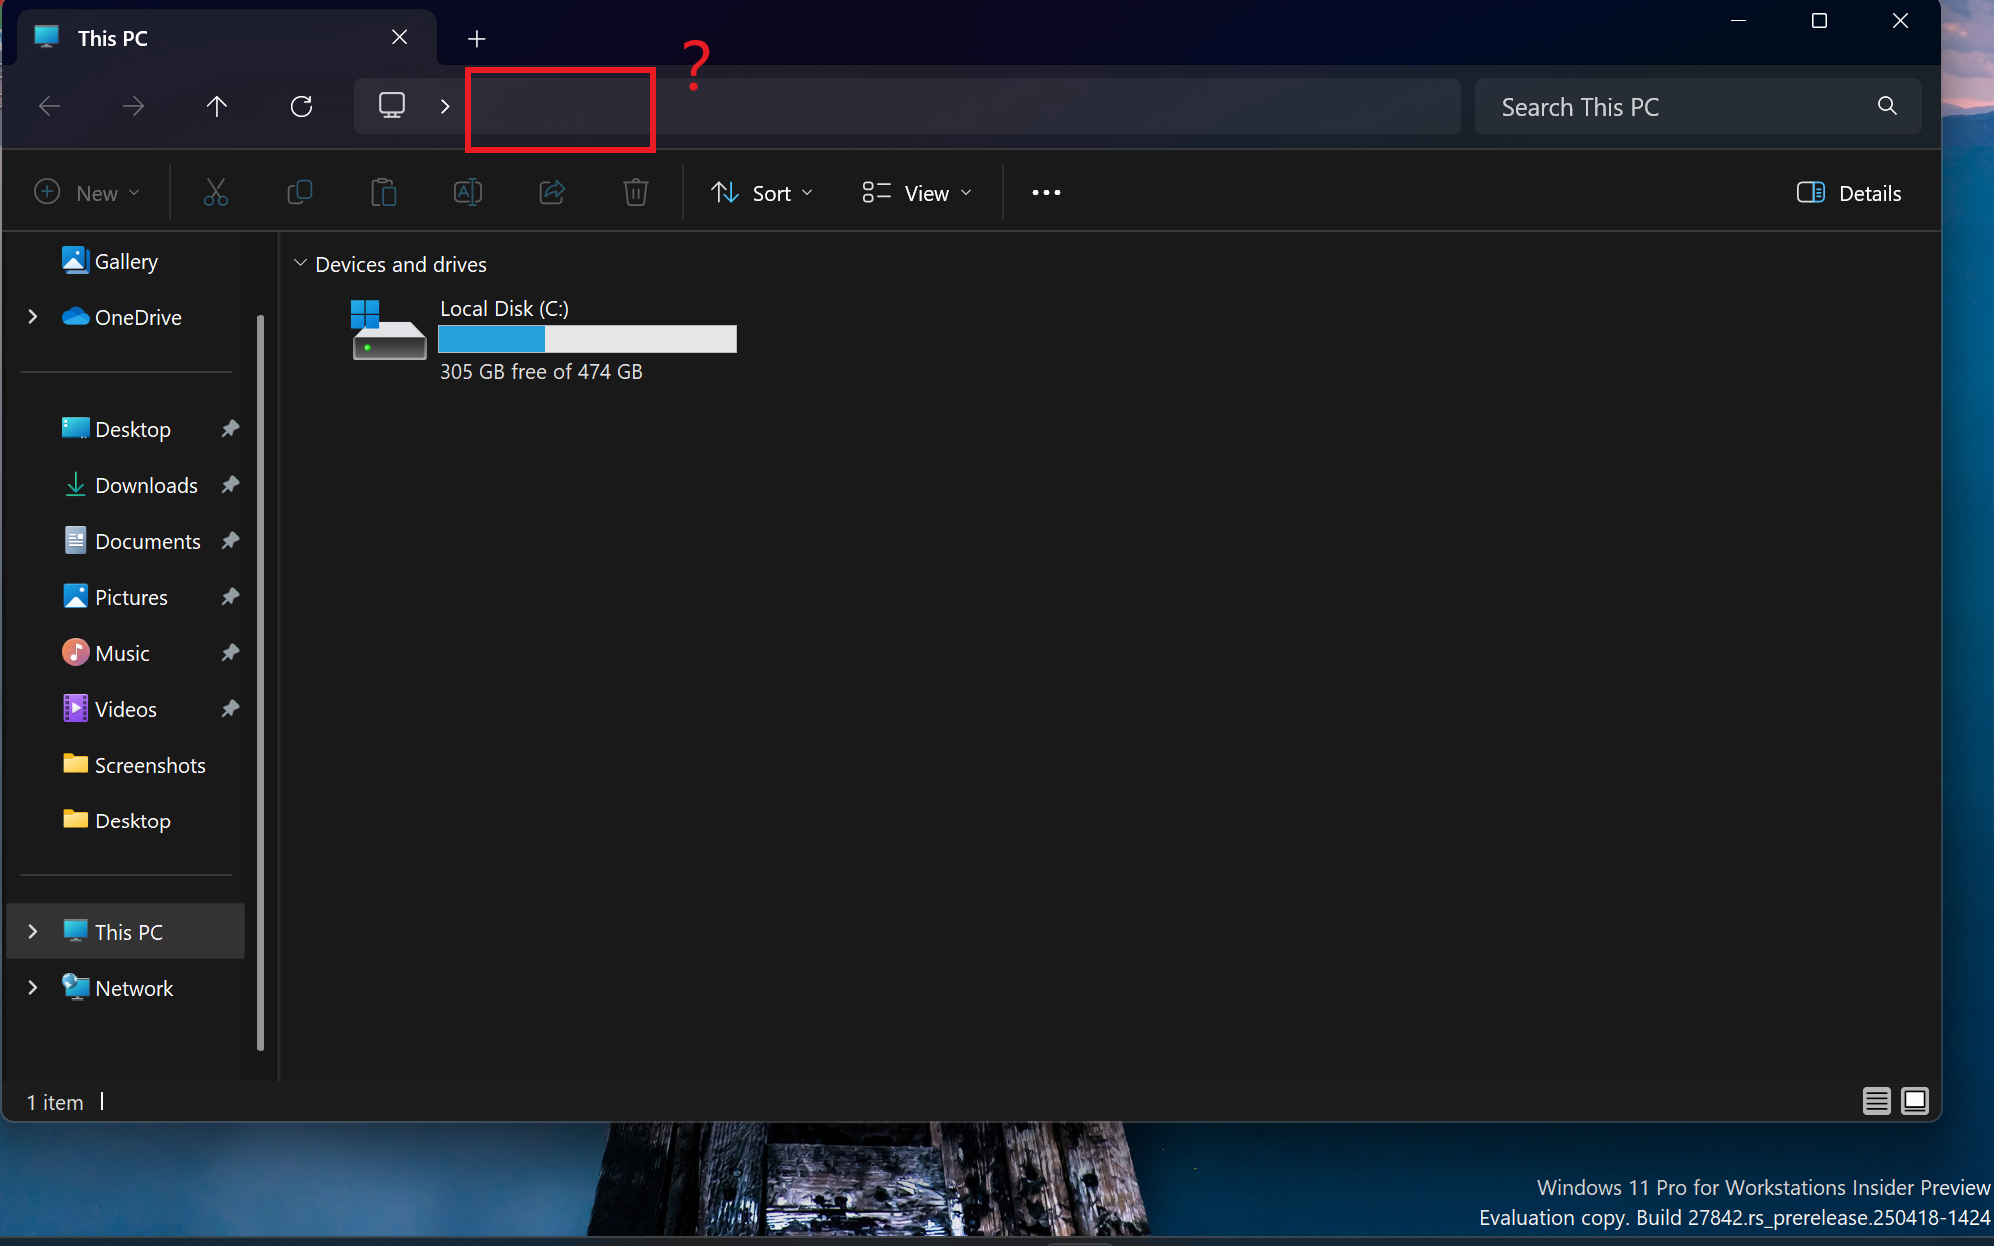 This PC
?
Search This PC
New
Sort
View
Details
Gallery
OneDrive
Desktop
Downloads
Documents
Pictures
Music
Videos
Screenshots
Desktop
This PC
Network
Devices and drives
Local Disk (C:)
305 GB free of 474 GB
1 item
Windows 11 Pro for Workstations Insider Preview
Evaluation copy. Build 27842.rs_prerelease.250418-1424